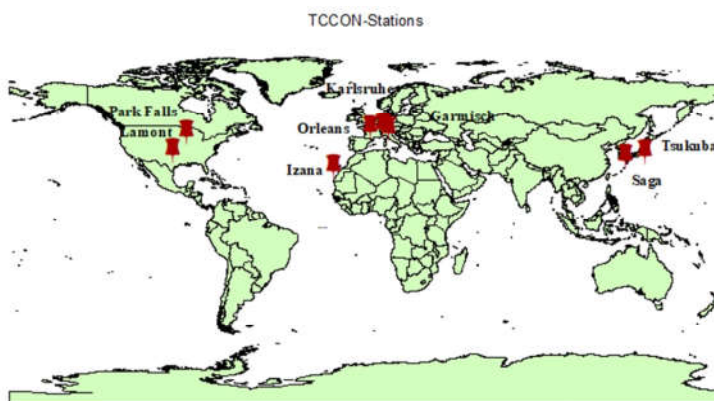 TCCON-Stations
Karlsruhe
Park Falls
Orleans
Garmisch
Lamont
Tsukuba
Izana
Saga